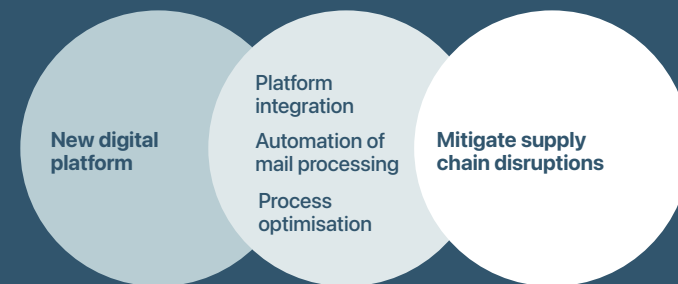 New digital
platform
Platform
integration
Automation of
mail processing
Process
optimisation
Mitigate supply
chain disruptions